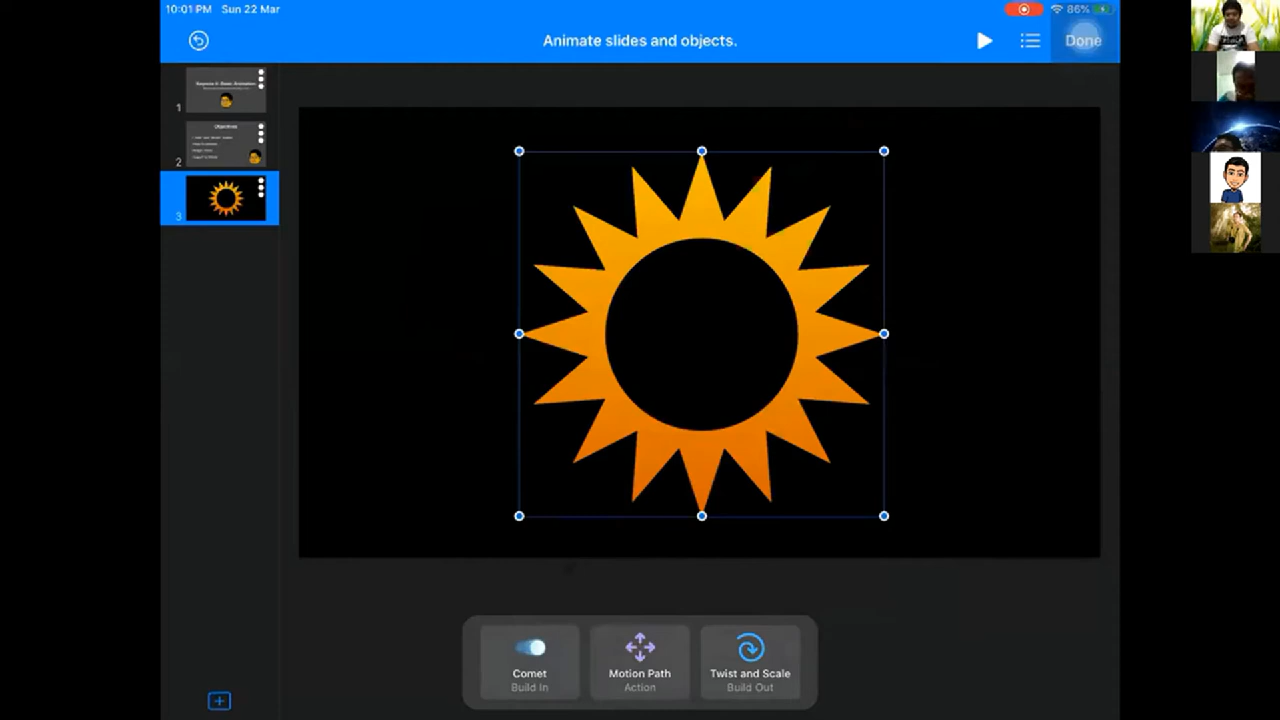 10:01 PM Sun 22 Mar
86%
Animate slides and objects.
Done
1
Objectives
2
3
Comet
Build In
Motion Path
Action
Twist and Scale
Build Out